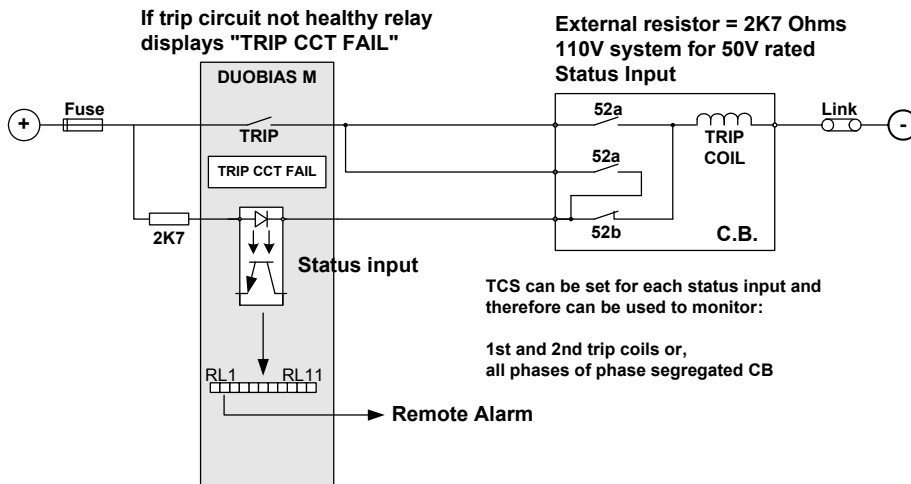 If trip circuit not healthy relay
displays "TRIP CCT FAIL"
External resistor = 2K7 Ohms
110V system for 50V rated
Status Input
DUOBIAS M
Fuse
52a
Link
+
-
TRIP
TRIP
COIL
52a
TRIP CCT FAIL
2K7
52b
C.B.
Status input
TCS can be set for each status input and
therefore can be used to monitor:
1st and 2nd trip coils or,
all phases of phase segregated CB
RL1
RL11
Remote Alarm